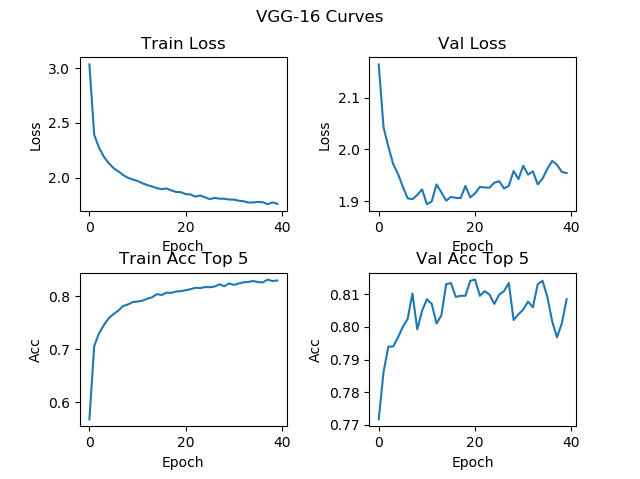 VGG-16 Curves
Train Loss
Loss
3.0
2.5
2.0
0 20 40
Epoch
Val Loss
Loss
2.1
2.0
1.9
0 20 40
Epoch
Train Acc Top 5
Acc
0.8
0.7
0.6
0 20 40
Epoch
Val Acc Top 5
Acc
0.81
0.80
0.79
0.78
0.77
0 20 40
Epoch